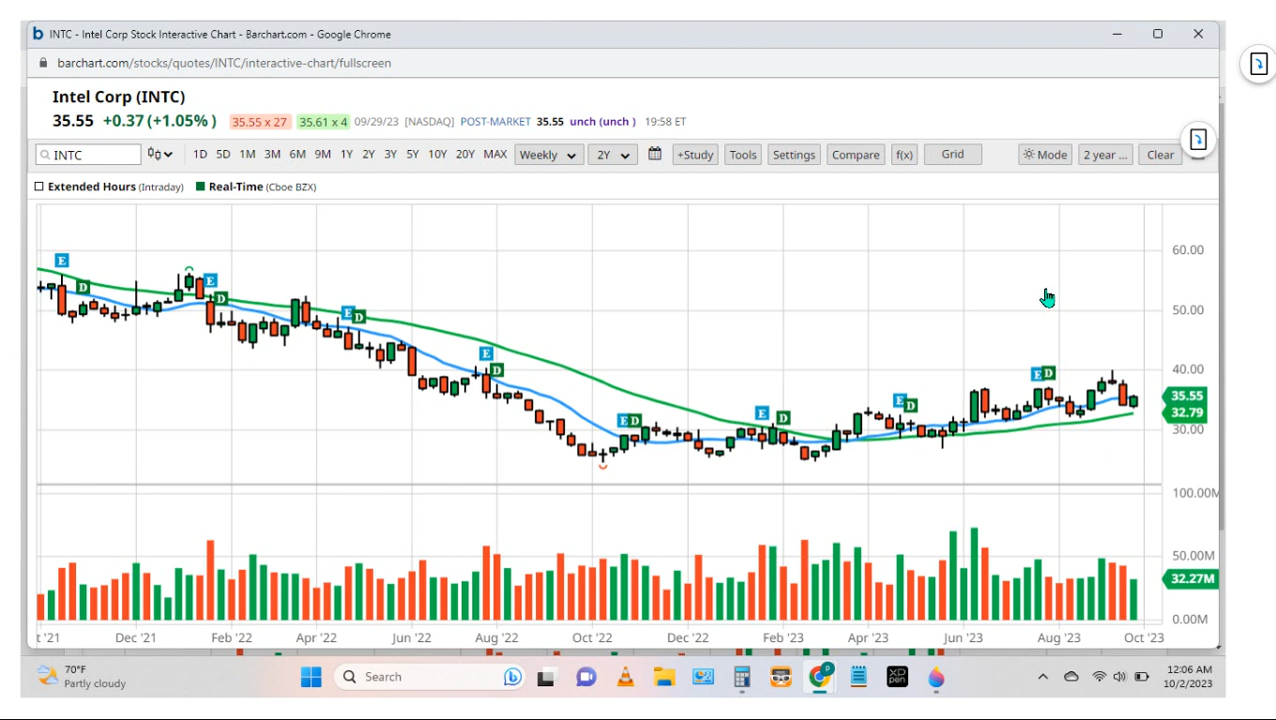 b INTC - Intel Corp Stock Interactive Chart - Barchart.com - Google Chrome
barchart.com/stocks/quotes/INTC/interactive-chart/fullscreen
Intel Corp (INTC)
35.55 +0.37 (+1.05%) 35.55 x 27 35.61 x 4 09/29/23 [NASDAQ] POST-MARKET 35.55 unch (unch) 19:58 ET
INTC 1D 5D 1M 3M 6M 9M 1Y 2Y 3Y 5Y 10Y 20Y MAX Weekly 2Y +Study Tools Settings Compare f(x) Grid Mode 2 year ... Clear
Extended Hours (Intraday) Real-Time (Cboe BZX)
60.00
50.00
40.00
35.55
32.79
30.00
E
D
E
D
E
D
E
D
E
D
E
D
E
D
E
D
100.00M
50.00M
32.27M
0.00M
t '21 Dec '21 Feb '22 Apr '22 Jun '22 Aug '22 Oct '22 Dec '22 Feb '23 Apr '23 Jun '23 Aug '23 Oct '23
70°F
Partly cloudy
Search
P
XD
PEN
12:06 AM
10/2/2023